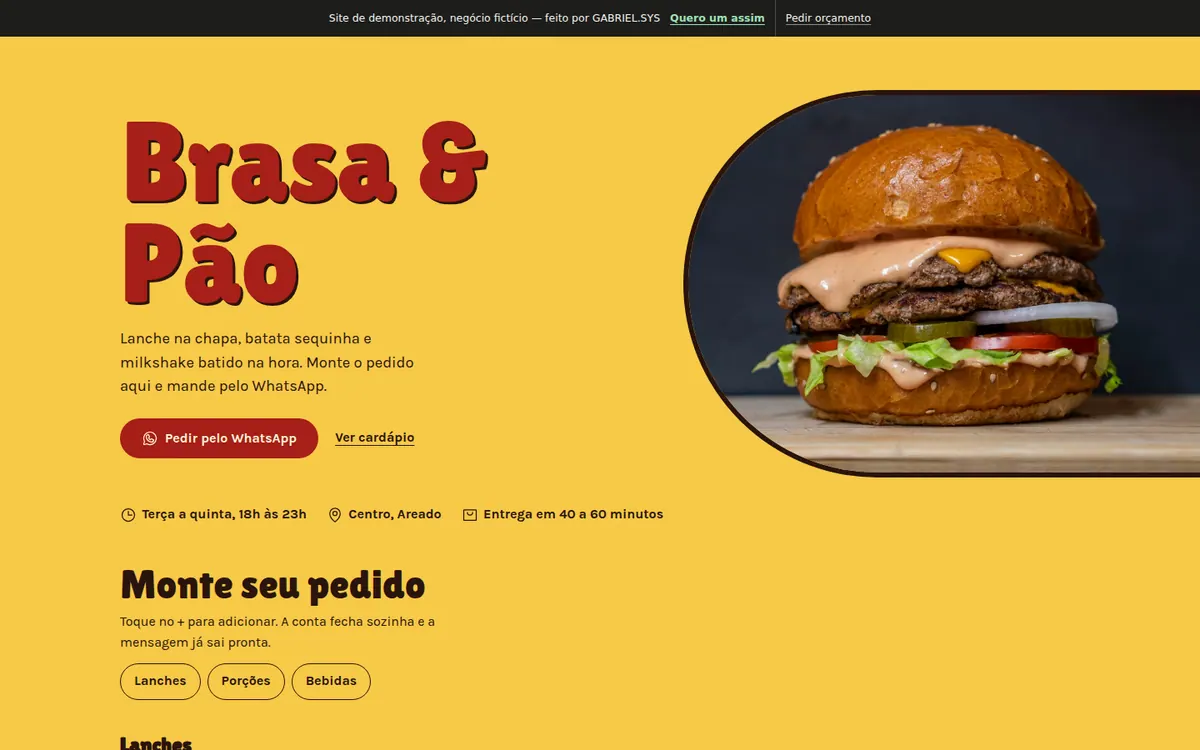 Site de demonstração, negócio fictício — feito por GABRIEL.SYS Quero um assim Pedir orçamento
Brasa &
Pão
Lanche na chapa, batata sequinha e
milkshake batido na hora. Monte o pedido
aqui e mande pelo WhatsApp.
Pedir pelo WhatsApp Ver cardápio
Terça a quinta, 18h às 23h Centro, Areado Entrega em 40 a 60 minutos
Monte seu pedido
Toque no + para adicionar. A conta fecha sozinha e a
mensagem já sai pronta.
Lanches Porções Bebidas
Lanches